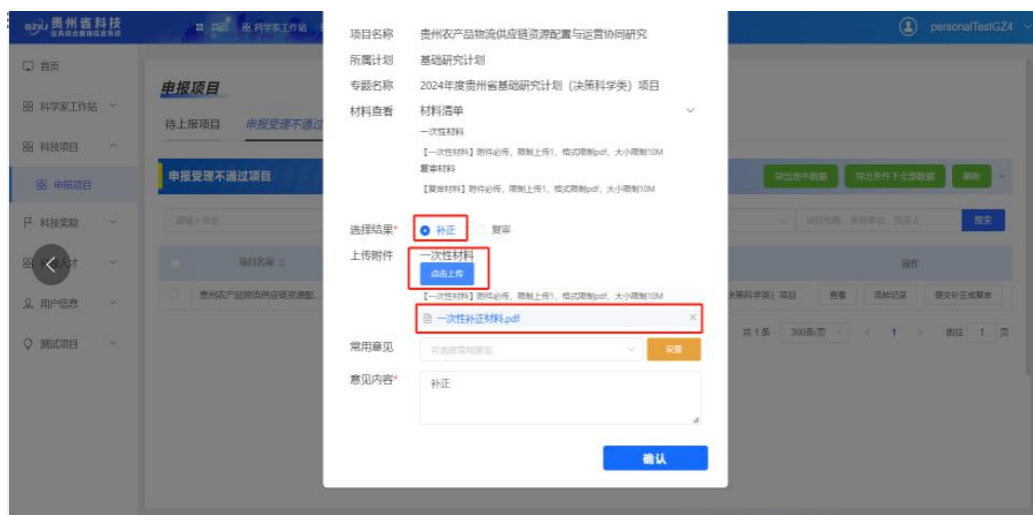 贵州省科技
首页
科学家工作站
personalTestGZ4
首页
科学家工作站
科技项目
申报项目
科技奖励
用户信息
测试项目
申报项目
待上报项目
申报受理不通过
申报受理不通过项目
导出选中数据
导出条件下全部数据
刷新
请输入年份
搜索
项目名称
操作
贵州农产品物流供应链资源配...
查看
流转记录
提交补正或复审
共 1 条
300条/页
1
前往 1 页
项目名称 贵州农产品物流供应链资源配置与运营协同研究
所属计划 基础研究计划
专题名称 2024年度贵州省基础研究计划（决策科学类）项目
材料查看 材料清单
一次性材料
【一次性材料】附件必传，限制上传1，格式限制pdf，大小限制10M
复审材料
【复审材料】附件必传，限制上传1，格式限制pdf，大小限制10M
选择结果* 补正 复审
上传附件 一次性材料
点击上传
【一次性材料】附件必传，限制上传1，格式限制pdf，大小限制10M
一次性补正材料.pdf
常用意见 可选择常用意见 设置
意见内容* 补正
确认